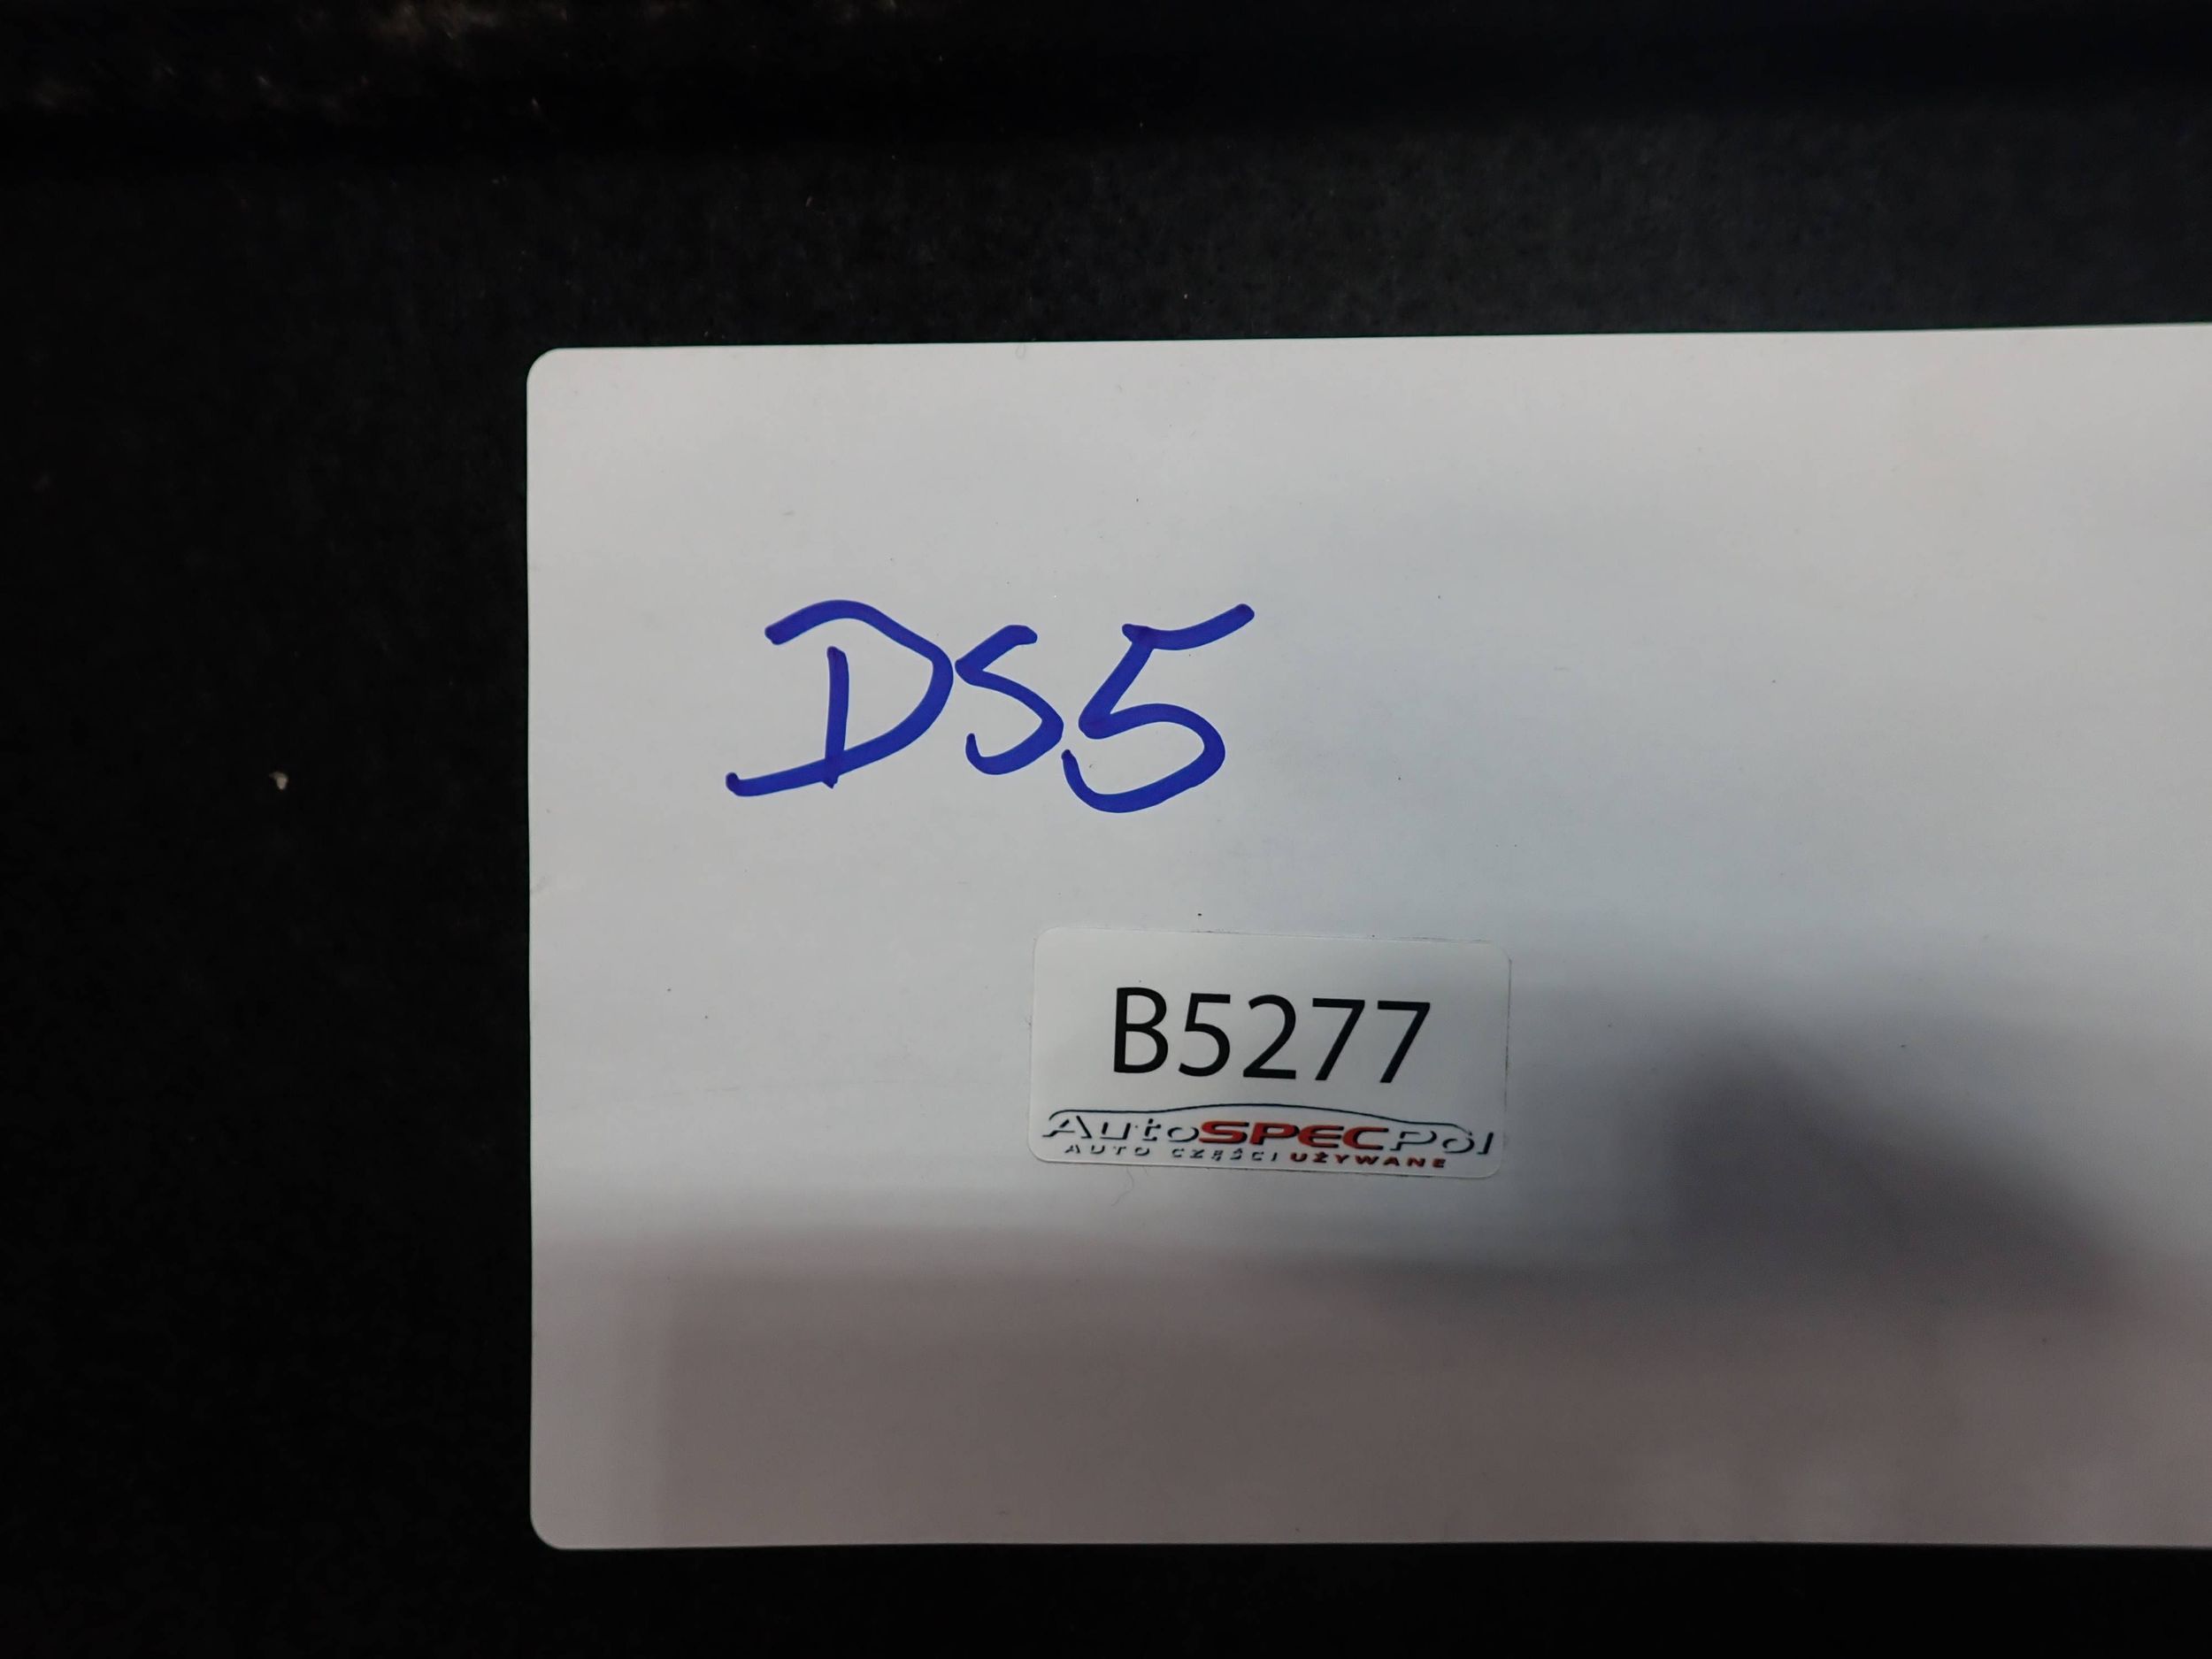 DS5
B5277
AutoSPECPol
AUTO CZĘŚCI UŻYWANE